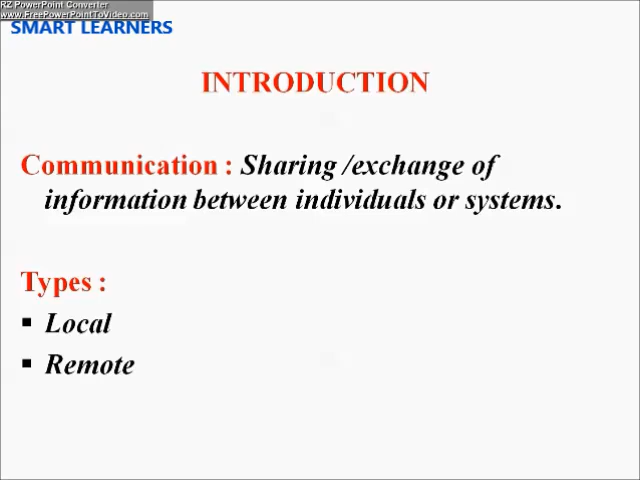 RZ PowerPoint Converter
www.FreePowerPointToVideo.com
SMART LEARNERS
INTRODUCTION
Communication : Sharing /exchange of
information between individuals or systems.
Types :
▪ Local
▪ Remote